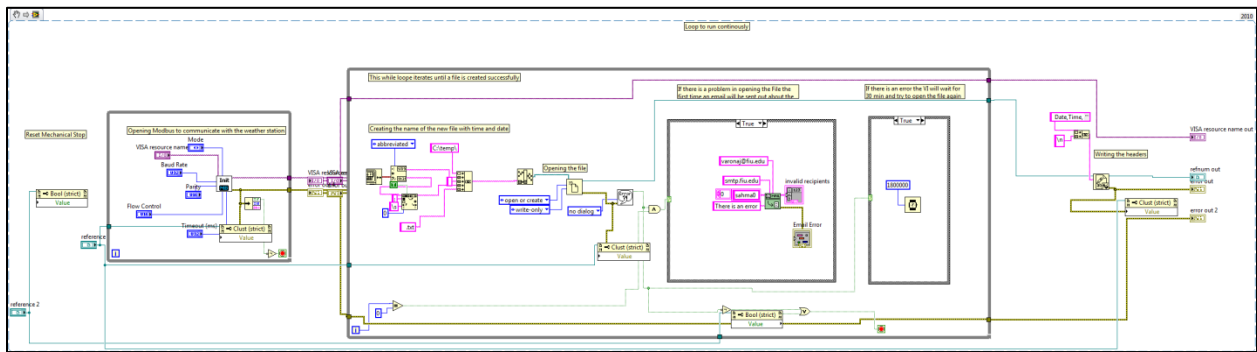 2010
Loop to run continously
This while loope iterates until a file is created successfully
If there is a problem in opening the File the
first time an email will be sent out about the
If there is an error the VI will wait for
30 min and try to open the file again
Reset Mechanical Stop
Opening Modbus to communicate with the weather station
Creating the name of the new file with time and date
Mode
VISA resource name
Baud Rate
Parity
Flow Control
Timeout (ms)
Init
Clust (strict)
Value
Bool (strict)
Value
reference
reference 2
i
abbreviated
C:\temp\
.txt
0
Opening the file
open or create
write-only
no dialog
Clust (strict)
Value
True
varonaj@fiu.edu
smtp.fiu.edu
There is an error
invalid recipients
Email Error
True
1800000
0
i
Bool (strict)
Value
Date,Time,
\n
Writing the headers
VISA resource name out
refnum out
error out
error out 2
Clust (strict)
Value